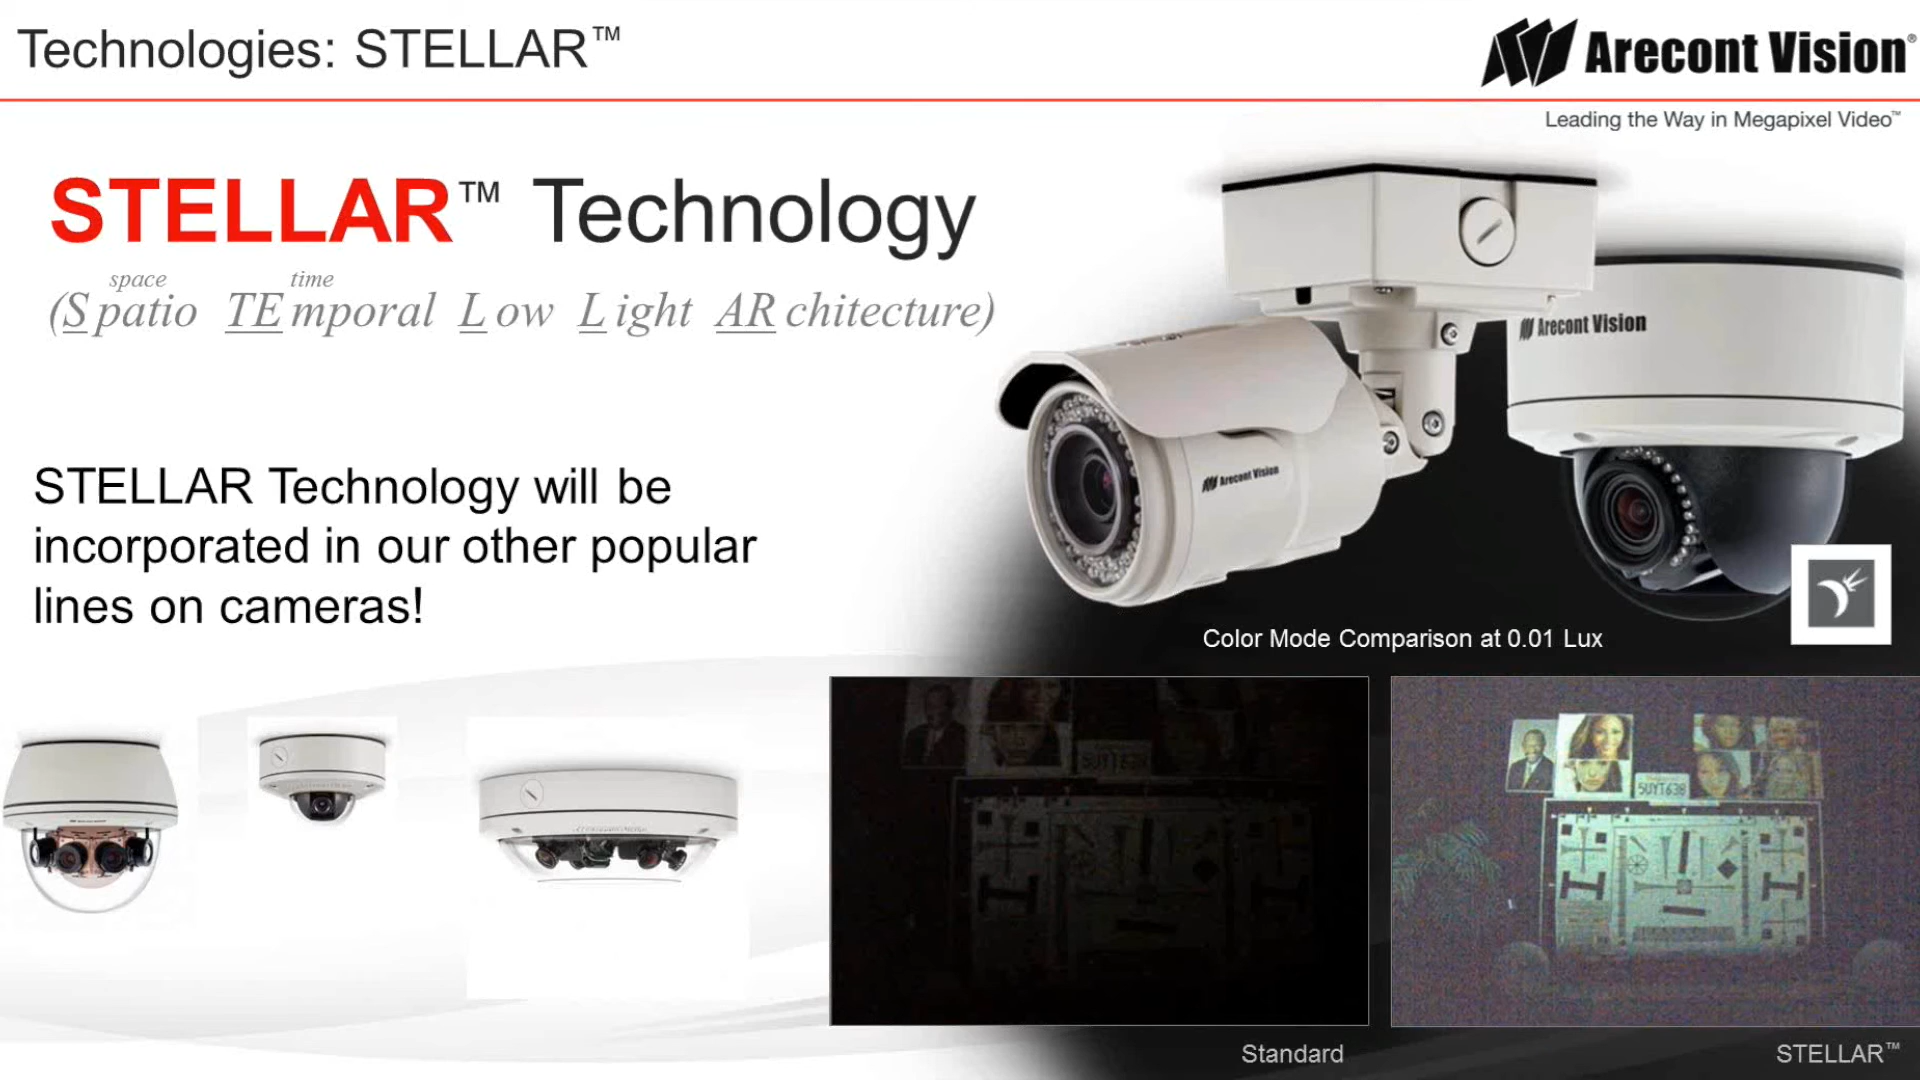 Technologies: STELLAR™
Arecont Vision®
Leading the Way in Megapixel Video™
STELLAR™ Technology
space time
(Spatio TEmporal Low Light ARchitecture)
Arecont Vision
Arecont Vision
STELLAR Technology will be
incorporated in our other popular
lines on cameras!
Color Mode Comparison at 0.01 Lux
5UYT638
Standard
STELLAR™